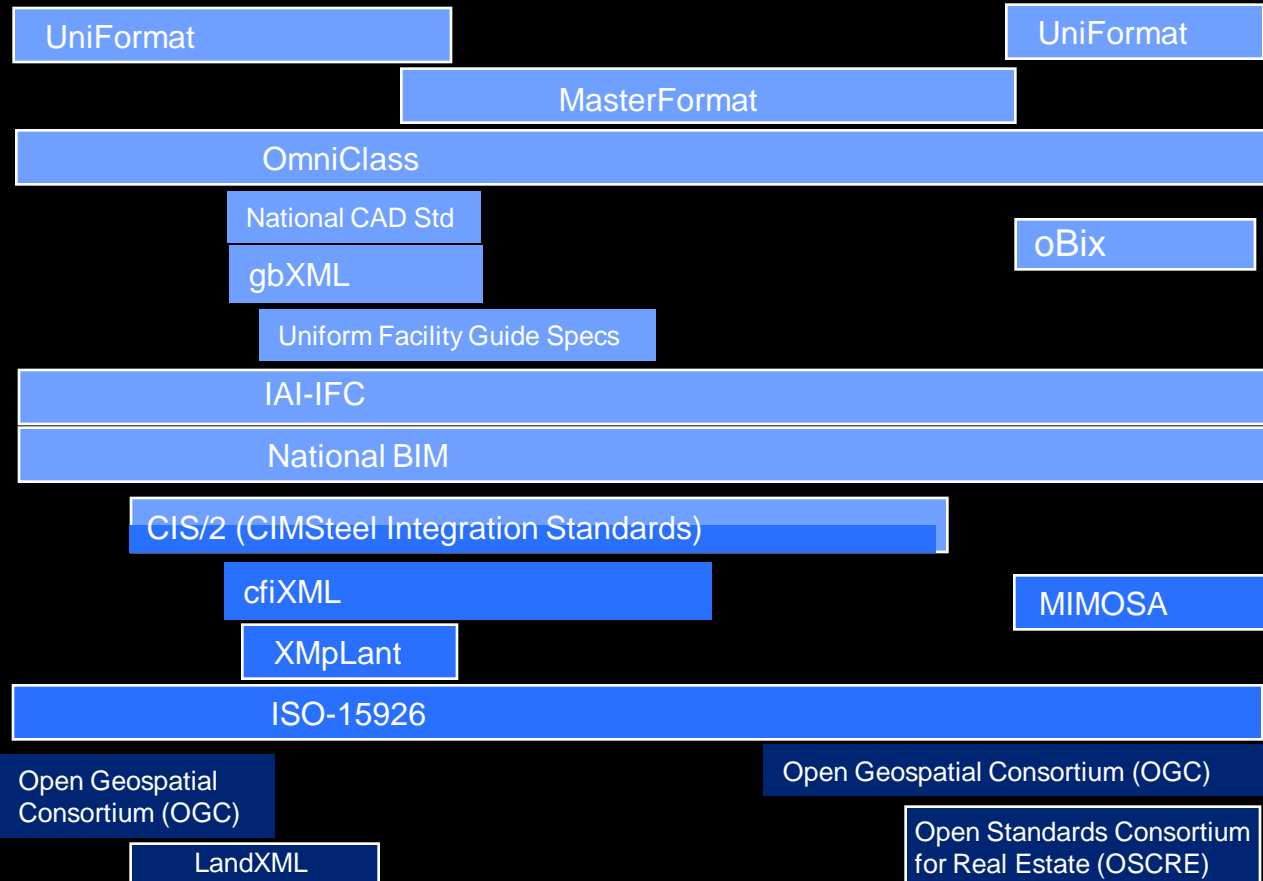 UniFormat
UniFormat
MasterFormat
OmniClass
National CAD Std
oBix
gbXML
Uniform Facility Guide Specs
IAI-IFC
National BIM
CIS/2 (CIMSteel Integration Standards)
cfiXML
MIMOSA
XMpLant
ISO-15926
Open Geospatial
Consortium (OGC)
Open Geospatial Consortium (OGC)
LandXML
Open Standards Consortium
for Real Estate (OSCRE)